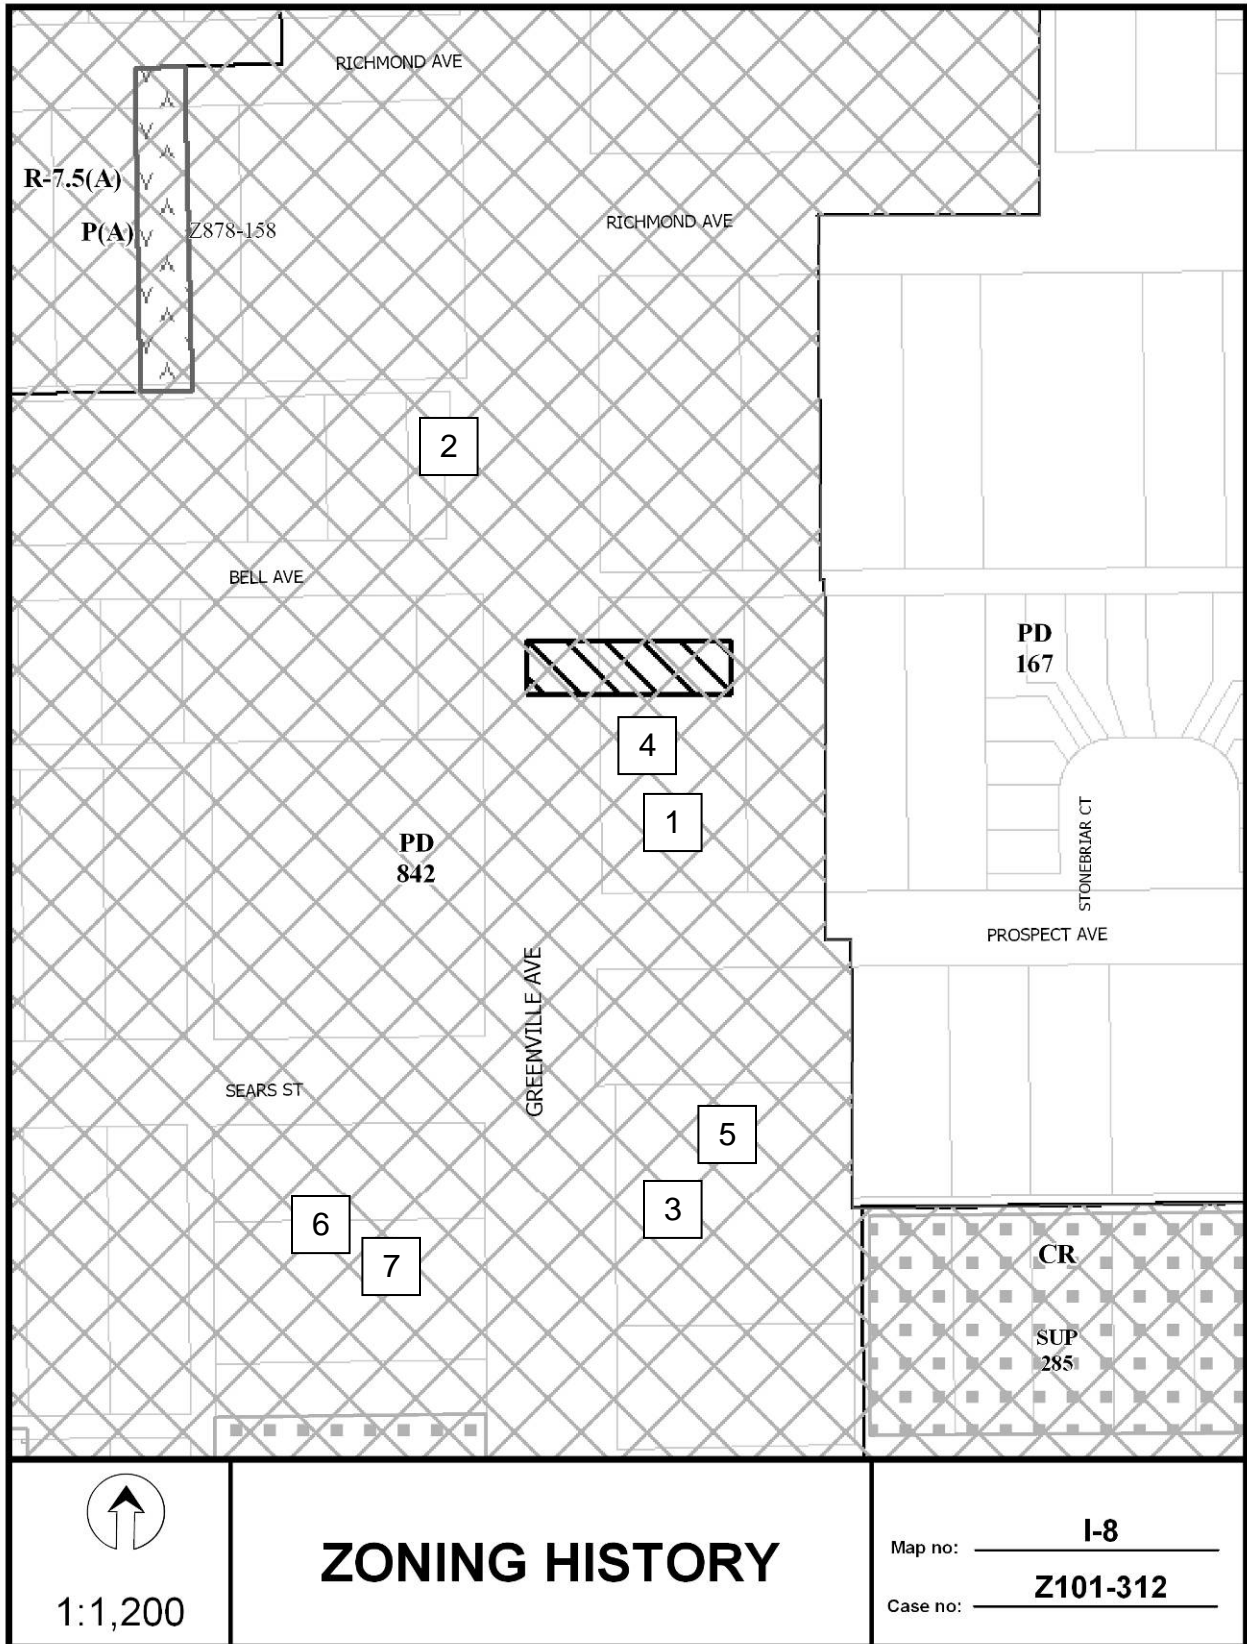 RICHMOND AVE
R-7.5(A)
P(A)
Z878-158
RICHMOND AVE
2
BELL AVE
PD
167
4
1
PD
842
STONEBRIAR CT
PROSPECT AVE
GREENVILLE AVE
SEARS ST
5
3
6
7
CR
SUP
285
1:1,200
ZONING HISTORY
Map no: I-8
Case no: Z101-312